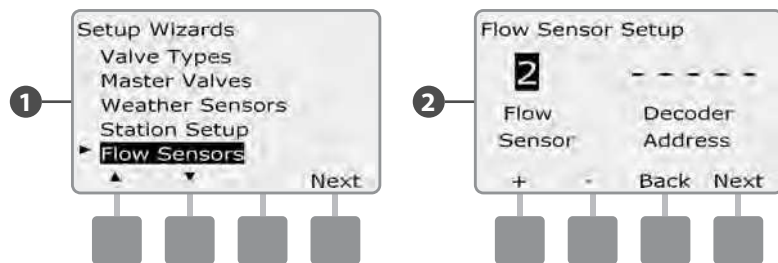 1
Setup Wizards
Valve Types
Master Valves
Weather Sensors
Station Setup
Flow Sensors
Next
2
Flow Sensor Setup
2 - - - - -
Flow Decoder
Sensor Address
+ - Back Next